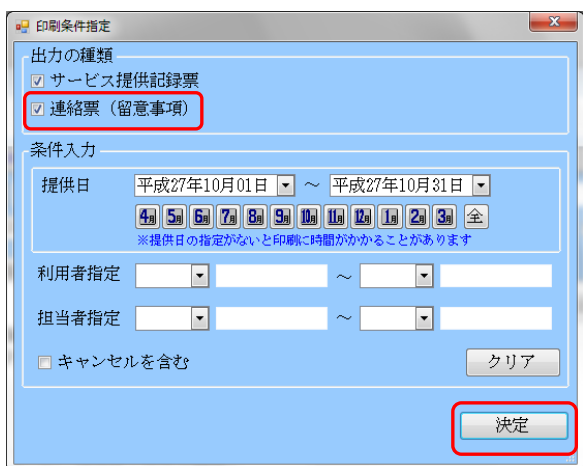 印刷条件指定
出力の種類
サービス提供記録票
連絡票（留意事項）
条件入力
提供日 平成27年10月01日 ～ 平成27年10月31日
4月 5月 6月 7月 8月 9月 10月 11月 12月 1月 2月 3月 全
※提供日の指定がないと印刷に時間がかかることがあります
利用者指定 ～
担当者指定 ～
キャンセルを含む クリア
決定